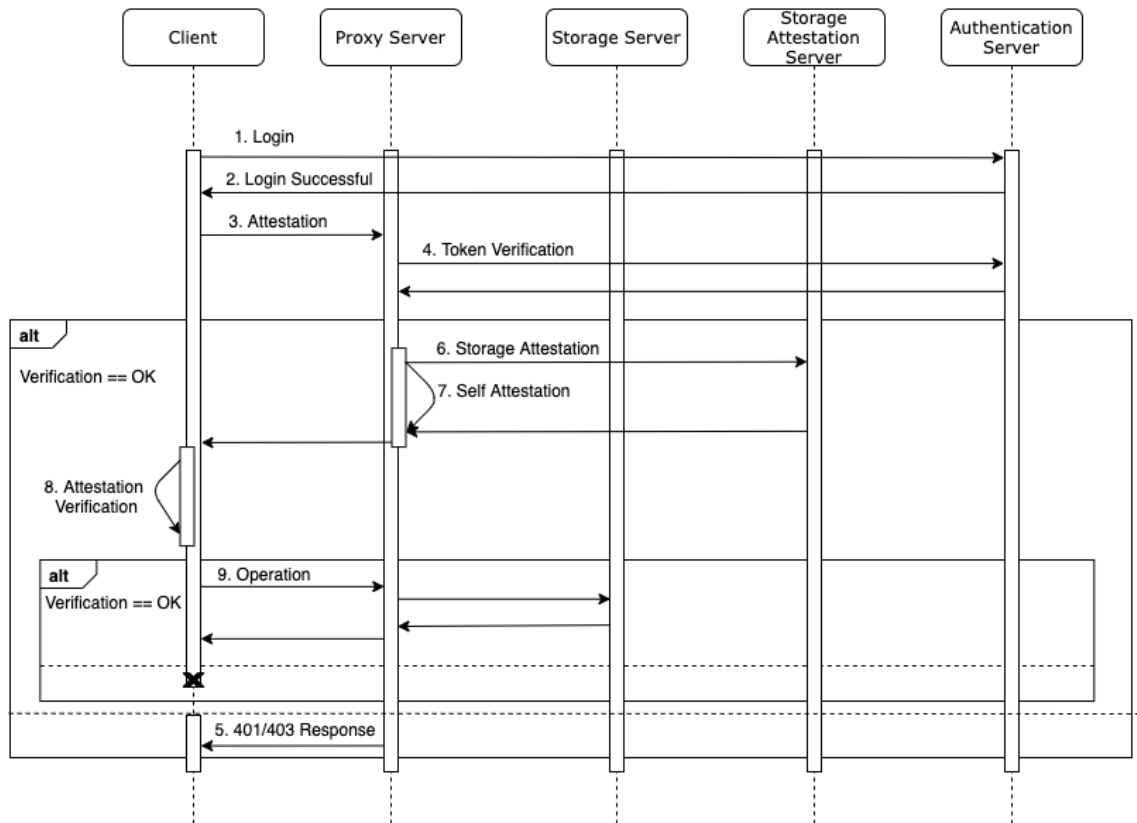 Client
Proxy Server
Storage Server
Storage
Attestation
Server
Authentication
Server
1. Login
2. Login Successful
3. Attestation
4. Token Verification
alt
Verification == OK
6. Storage Attestation
7. Self Attestation
8. Attestation
Verification
alt
Verification == OK
9. Operation
5. 401/403 Response